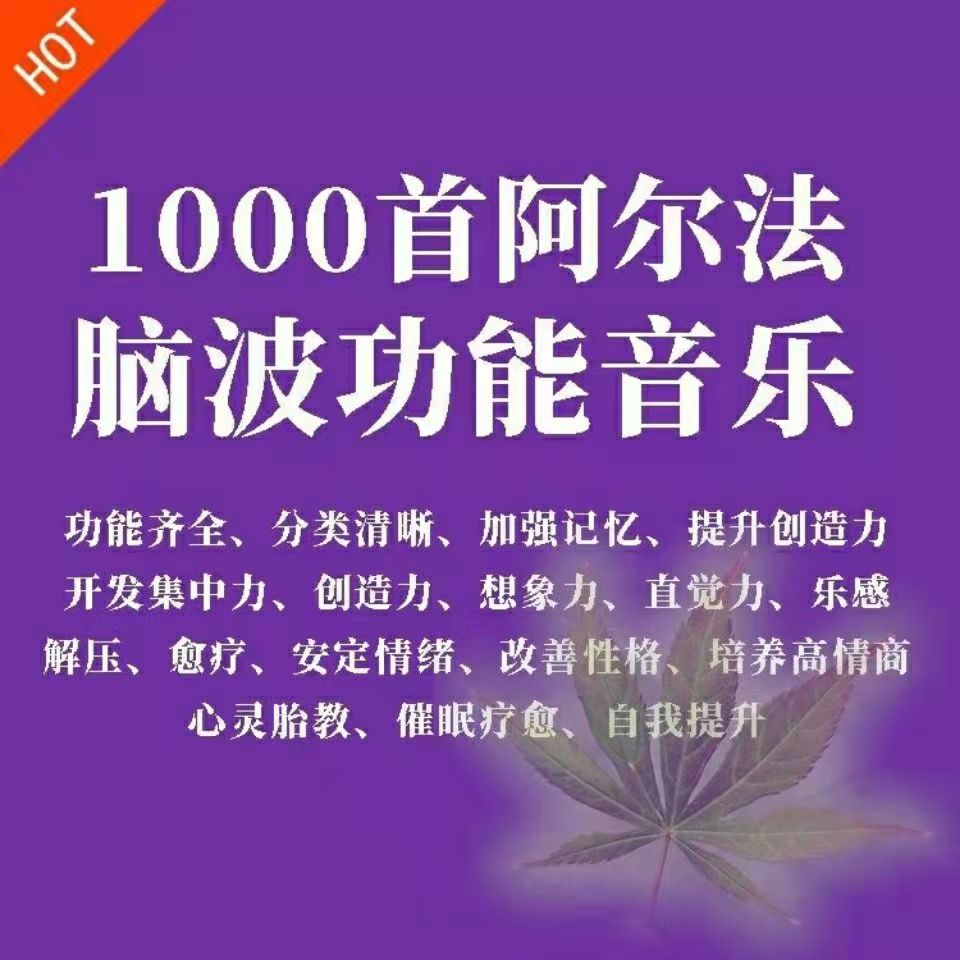 HOT
1000首阿尔法
脑波功能音乐
功能齐全、分类清晰、加强记忆、提升创造力
开发集中力、创造力、想象力、直觉力、乐感
解压、愈疗、安定情绪、改善性格、培养高情商
心灵胎教、催眠疗愈、自我提升